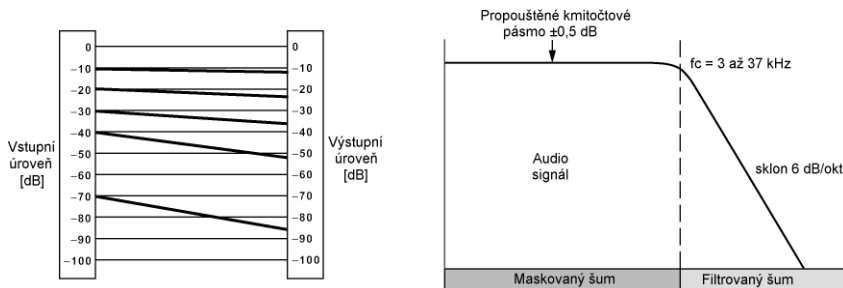 0
−10
−20
−30
−40
−50
−60
−70
−80
−90
−100
Vstupní
úroveň
[dB]
0
−10
−20
−30
−40
−50
−60
−70
−80
−90
−100
Výstupní
úroveň
[dB]
Propouštěné kmitočtové
pásmo ±0,5 dB
fc = 3 až 37 kHz
Audio
signál
sklon 6 dB/okt
Maskovaný šum
Filtrovaný šum